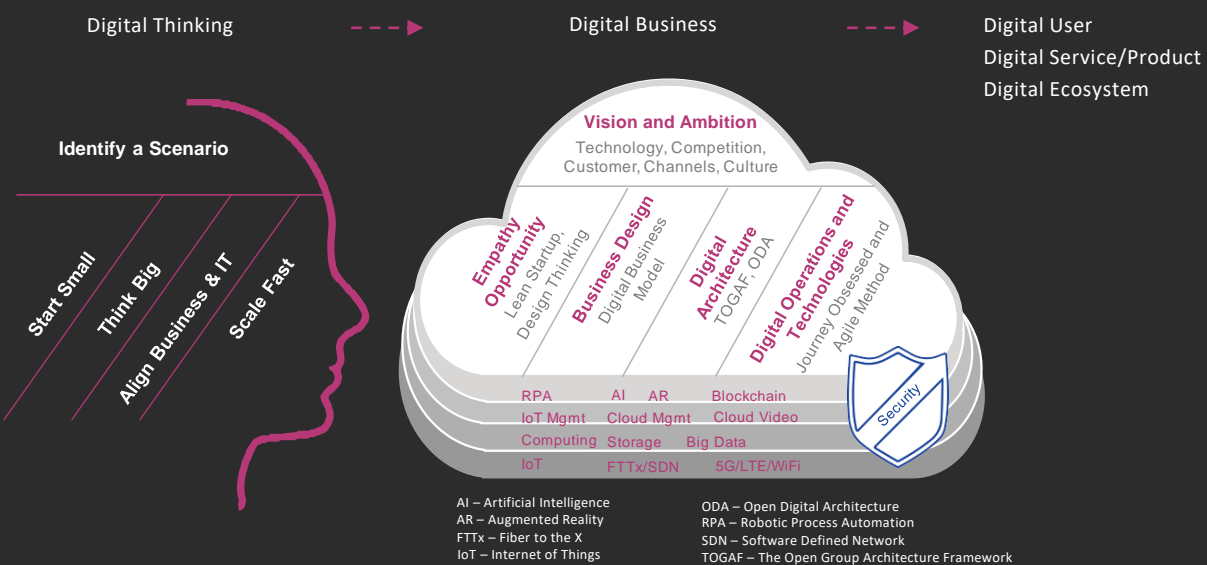 Digital Thinking
Digital Business
Digital User
Digital Service/Product
Digital Ecosystem
Identify a Scenario
Start Small
Think Big
Align Business & IT
Scale Fast
Vision and Ambition
Technology, Competition,
Customer, Channels, Culture
Empathy
Opportunity
Lean Startup,
Design Thinking
Business Design
Digital Business
Model
Digital
Architecture
TOGAF, ODA
Digital Operations and
Technologies
Journey Obsessed and
Agile Method
RPA AI AR Blockchain
IoT Mgmt Cloud Mgmt Cloud Video
Computing Storage Big Data
IoT FTTx/SDN 5G/LTE/WiFi
Security
AI – Artificial Intelligence
AR – Augmented Reality
FTTx – Fiber to the X
IoT – Internet of Things
ODA – Open Digital Architecture
RPA – Robotic Process Automation
SDN – Software Defined Network
TOGAF – The Open Group Architecture Framework